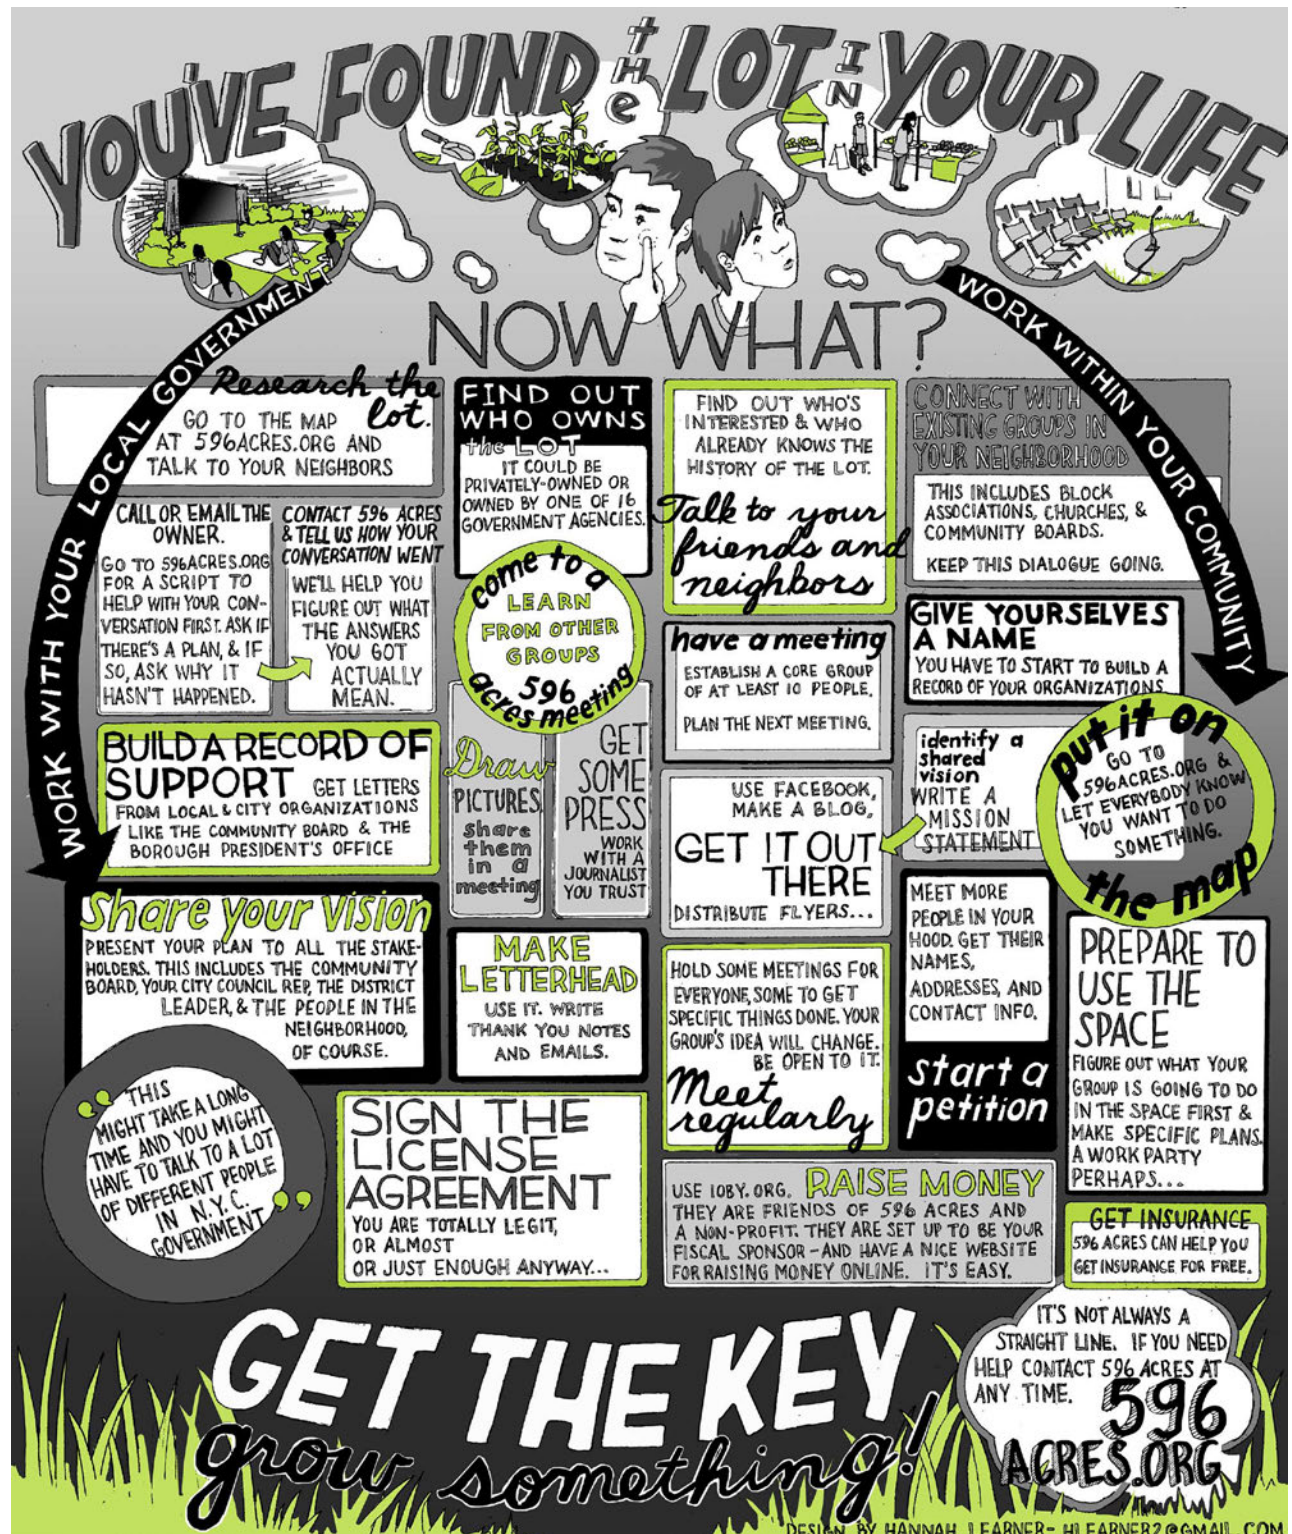 YOU'VE FOUND the LOT IN YOUR LIFE
NOW WHAT?
WORK WITH YOUR LOCAL GOVERNMENT
WORK WITHIN YOUR COMMUNITY
Research the
lot.
GO TO THE MAP
AT 596ACRES.ORG AND
TALK TO YOUR NEIGHBORS
FIND OUT
WHO OWNS
the LOT
IT COULD BE
PRIVATELY-OWNED OR
OWNED BY ONE OF 16
GOVERNMENT AGENCIES.
FIND OUT WHO'S
INTERESTED & WHO
ALREADY KNOWS THE
HISTORY OF THE LOT.
Talk to your
friends and
neighbors
CONNECT WITH
EXISTING GROUPS IN
YOUR NEIGHBORHOOD
THIS INCLUDES BLOCK
ASSOCIATIONS, CHURCHES, &
COMMUNITY BOARDS.
KEEP THIS DIALOGUE GOING.
CALL OR EMAIL THE
OWNER.
GO TO 596ACRES.ORG
FOR A SCRIPT TO
HELP WITH YOUR CON-
VERSATION FIRST. ASK IF
THERE'S A PLAN, & IF
SO, ASK WHY IT
HASN'T HAPPENED.
CONTACT 596 ACRES
& TELL US HOW YOUR
CONVERSATION WENT
WE'LL HELP YOU
FIGURE OUT WHAT
THE ANSWERS
YOU GOT
ACTUALLY
MEAN.
come to a
LEARN
FROM OTHER
GROUPS
596
acres meeting
have a meeting
ESTABLISH A CORE GROUP
OF AT LEAST 10 PEOPLE.
PLAN THE NEXT MEETING.
GIVE YOURSELVES
A NAME
YOU HAVE TO START TO BUILD A
RECORD OF YOUR ORGANIZATIONS
BUILD A RECORD OF
SUPPORT GET LETTERS
FROM LOCAL & CITY ORGANIZATIONS
LIKE THE COMMUNITY BOARD & THE
BOROUGH PRESIDENT'S OFFICE
Draw
PICTURES
share
them
in a
meeting
GET
SOME
PRESS
WORK
WITH A
JOURNALIST
YOU TRUST
USE FACEBOOK,
MAKE A BLOG,
GET IT OUT
THERE
DISTRIBUTE FLYERS...
identify a
shared
vision
WRITE A
MISSION
STATEMENT
put it on
GO TO
596ACRES.ORG &
LET EVERYBODY KNOW
YOU WANT TO DO
SOMETHING.
the map
Share your vision
PRESENT YOUR PLAN TO ALL THE STAKE-
HOLDERS. THIS INCLUDES THE COMMUNITY
BOARD, YOUR CITY COUNCIL REP, THE DISTRICT
LEADER, & THE PEOPLE IN THE
NEIGHBORHOOD,
OF COURSE.
MAKE
LETTERHEAD
USE IT. WRITE
THANK YOU NOTES
AND EMAILS.
HOLD SOME MEETINGS FOR
EVERYONE, SOME TO GET
SPECIFIC THINGS DONE. YOUR
GROUP'S IDEA WILL CHANGE.
BE OPEN TO IT.
Meet
regularly
MEET MORE
PEOPLE IN YOUR
HOOD. GET THEIR
NAMES,
ADDRESSES, AND
CONTACT INFO.
start a
petition
PREPARE TO
USE THE
SPACE
FIGURE OUT WHAT YOUR
GROUP IS GOING TO DO
IN THE SPACE FIRST &
MAKE SPECIFIC PLANS.
A WORK PARTY
PERHAPS...
"THIS
MIGHT TAKE A LONG
TIME AND YOU MIGHT
HAVE TO TALK TO A LOT
OF DIFFERENT PEOPLE
IN N.Y.C.
GOVERNMENT"
SIGN THE
LICENSE
AGREEMENT
YOU ARE TOTALLY LEGIT,
OR ALMOST
OR JUST ENOUGH ANYWAY...
USE IOBY.ORG. RAISE MONEY
THEY ARE FRIENDS OF 596 ACRES AND
A NON-PROFIT. THEY ARE SET UP TO BE YOUR
FISCAL SPONSOR - AND HAVE A NICE WEBSITE
FOR RAISING MONEY ONLINE. IT'S EASY.
GET INSURANCE
596 ACRES CAN HELP YOU
GET INSURANCE FOR FREE.
GET THE KEY
grow something!
IT'S NOT ALWAYS A
STRAIGHT LINE. IF YOU NEED
HELP CONTACT 596 ACRES AT
ANY TIME.
596
ACRES.ORG
DESIGN BY HANNAH LEARNER- HLEARNER2@GMAIL.COM